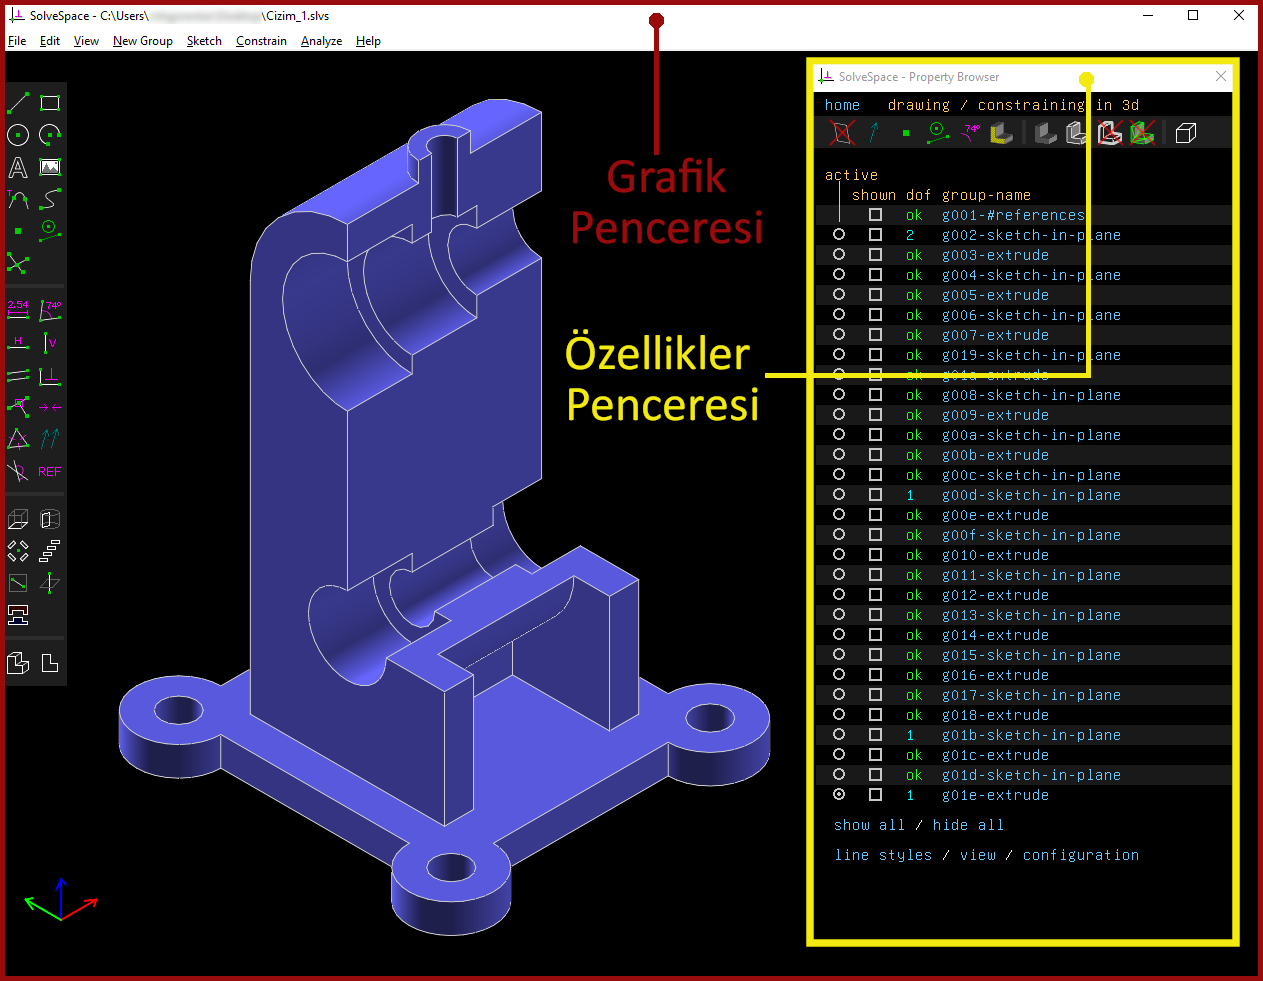 SolveSpace - C:\Users\ \Cizim_1.slvs
File Edit View New Group Sketch Constrain Analyze Help
SolveSpace - Property Browser
home drawing / constraining in 3d
74°
Grafik
Penceresi
active
shown dof group-name
ok g001-#references
2 g002-sketch-in-plane
ok g003-extrude
ok g004-sketch-in-plane
ok g005-extrude
ok g006-sketch-in-plane
ok g007-extrude
ok g019-sketch-in-plane
ok g01a-extrude
ok g008-sketch-in-plane
ok g009-extrude
ok g00a-sketch-in-plane
ok g00b-extrude
ok g00c-sketch-in-plane
1 g00d-sketch-in-plane
ok g00e-extrude
ok g00f-sketch-in-plane
ok g010-extrude
ok g011-sketch-in-plane
ok g012-extrude
ok g013-sketch-in-plane
ok g014-extrude
ok g015-sketch-in-plane
ok g016-extrude
ok g017-sketch-in-plane
ok g018-extrude
1 g01b-sketch-in-plane
ok g01c-extrude
ok g01d-sketch-in-plane
1 g01e-extrude
show all / hide all
line styles / view / configuration
Özellikler
Penceresi
A
T
2.54 74°
H V
REF